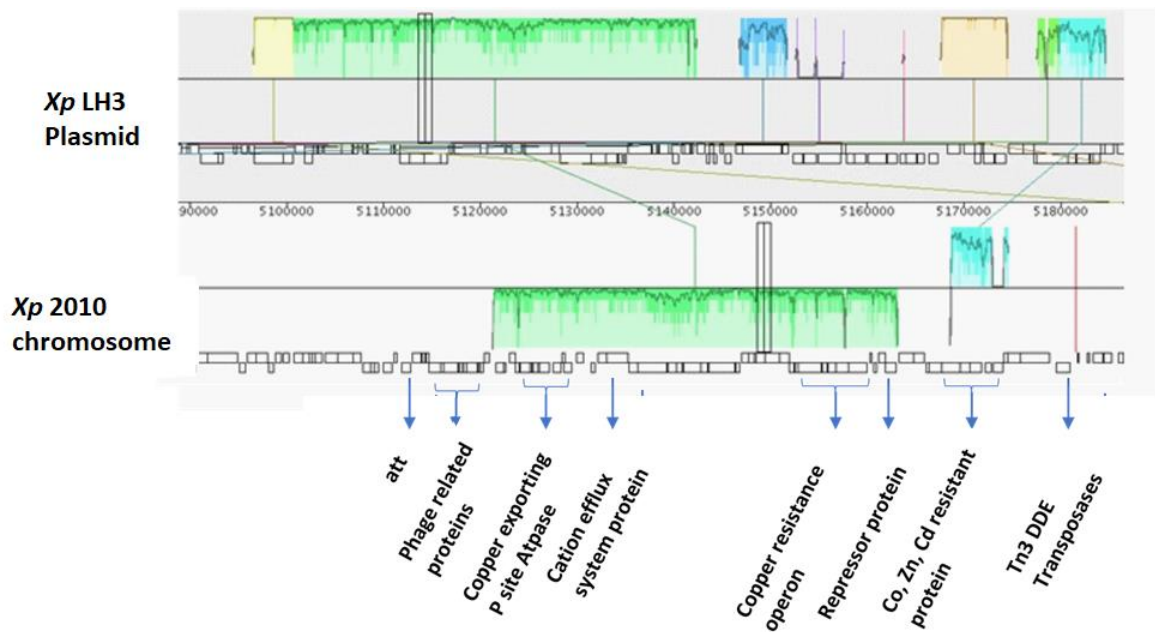 Xp LH3
Plasmid
90000 5100000 5110000 5120000 5130000 5140000 5150000 5160000 5170000 5180000
Xp 2010
chromosome
att
Phage related
proteins
Copper exporting
P site Atpase
Cation efflux
system protein
Copper resistance
operon
Repressor protein
Co, Zn, Cd resistant
protein
Tn3 DDE
Transposases